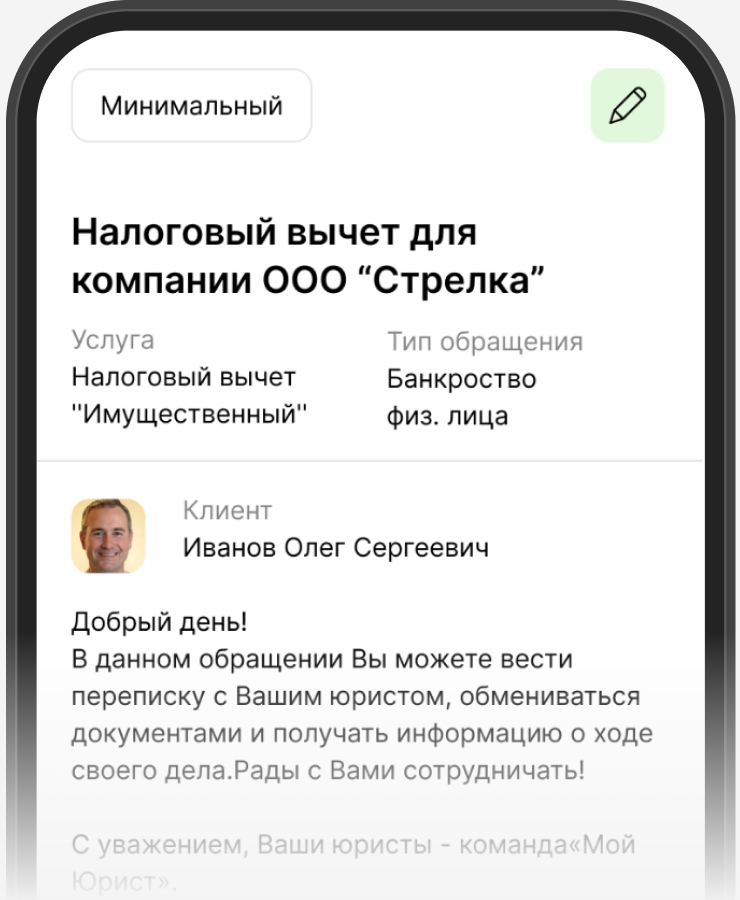 Минимальный
Налоговый вычет для
компании ООО “Стрелка”
Услуга
Налоговый вычет
"Имущественный"
Тип обращения
Банкроство
физ. лица
Клиент
Иванов Олег Сергеевич
Добрый день!
В данном обращении Вы можете вести
переписку с Вашим юристом, обмениваться
документами и получать информацию о ходе
своего дела.Рады с Вами сотрудничать!
С уважением, Ваши юристы - команда«Мой
Юрист».